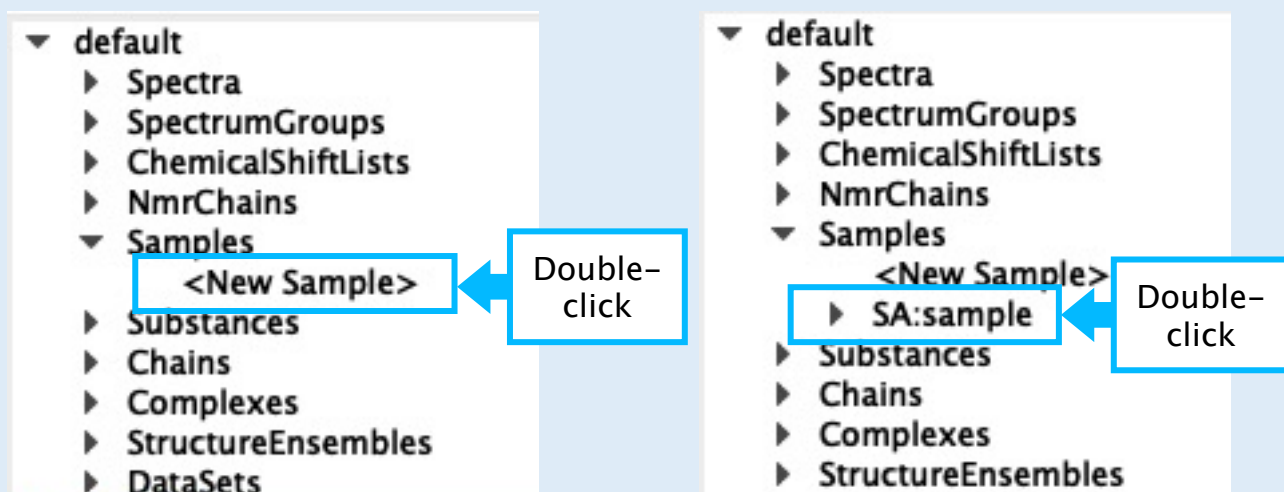 default
Spectra
SpectrumGroups
ChemicalShiftLists
NmrChains
Samples
<New Sample>
Substances
Chains
Complexes
StructureEnsembles
DataSets
Double-
click
default
Spectra
SpectrumGroups
ChemicalShiftLists
NmrChains
Samples
<New Sample>
SA:sample
Substances
Chains
Complexes
StructureEnsembles
Double-
click